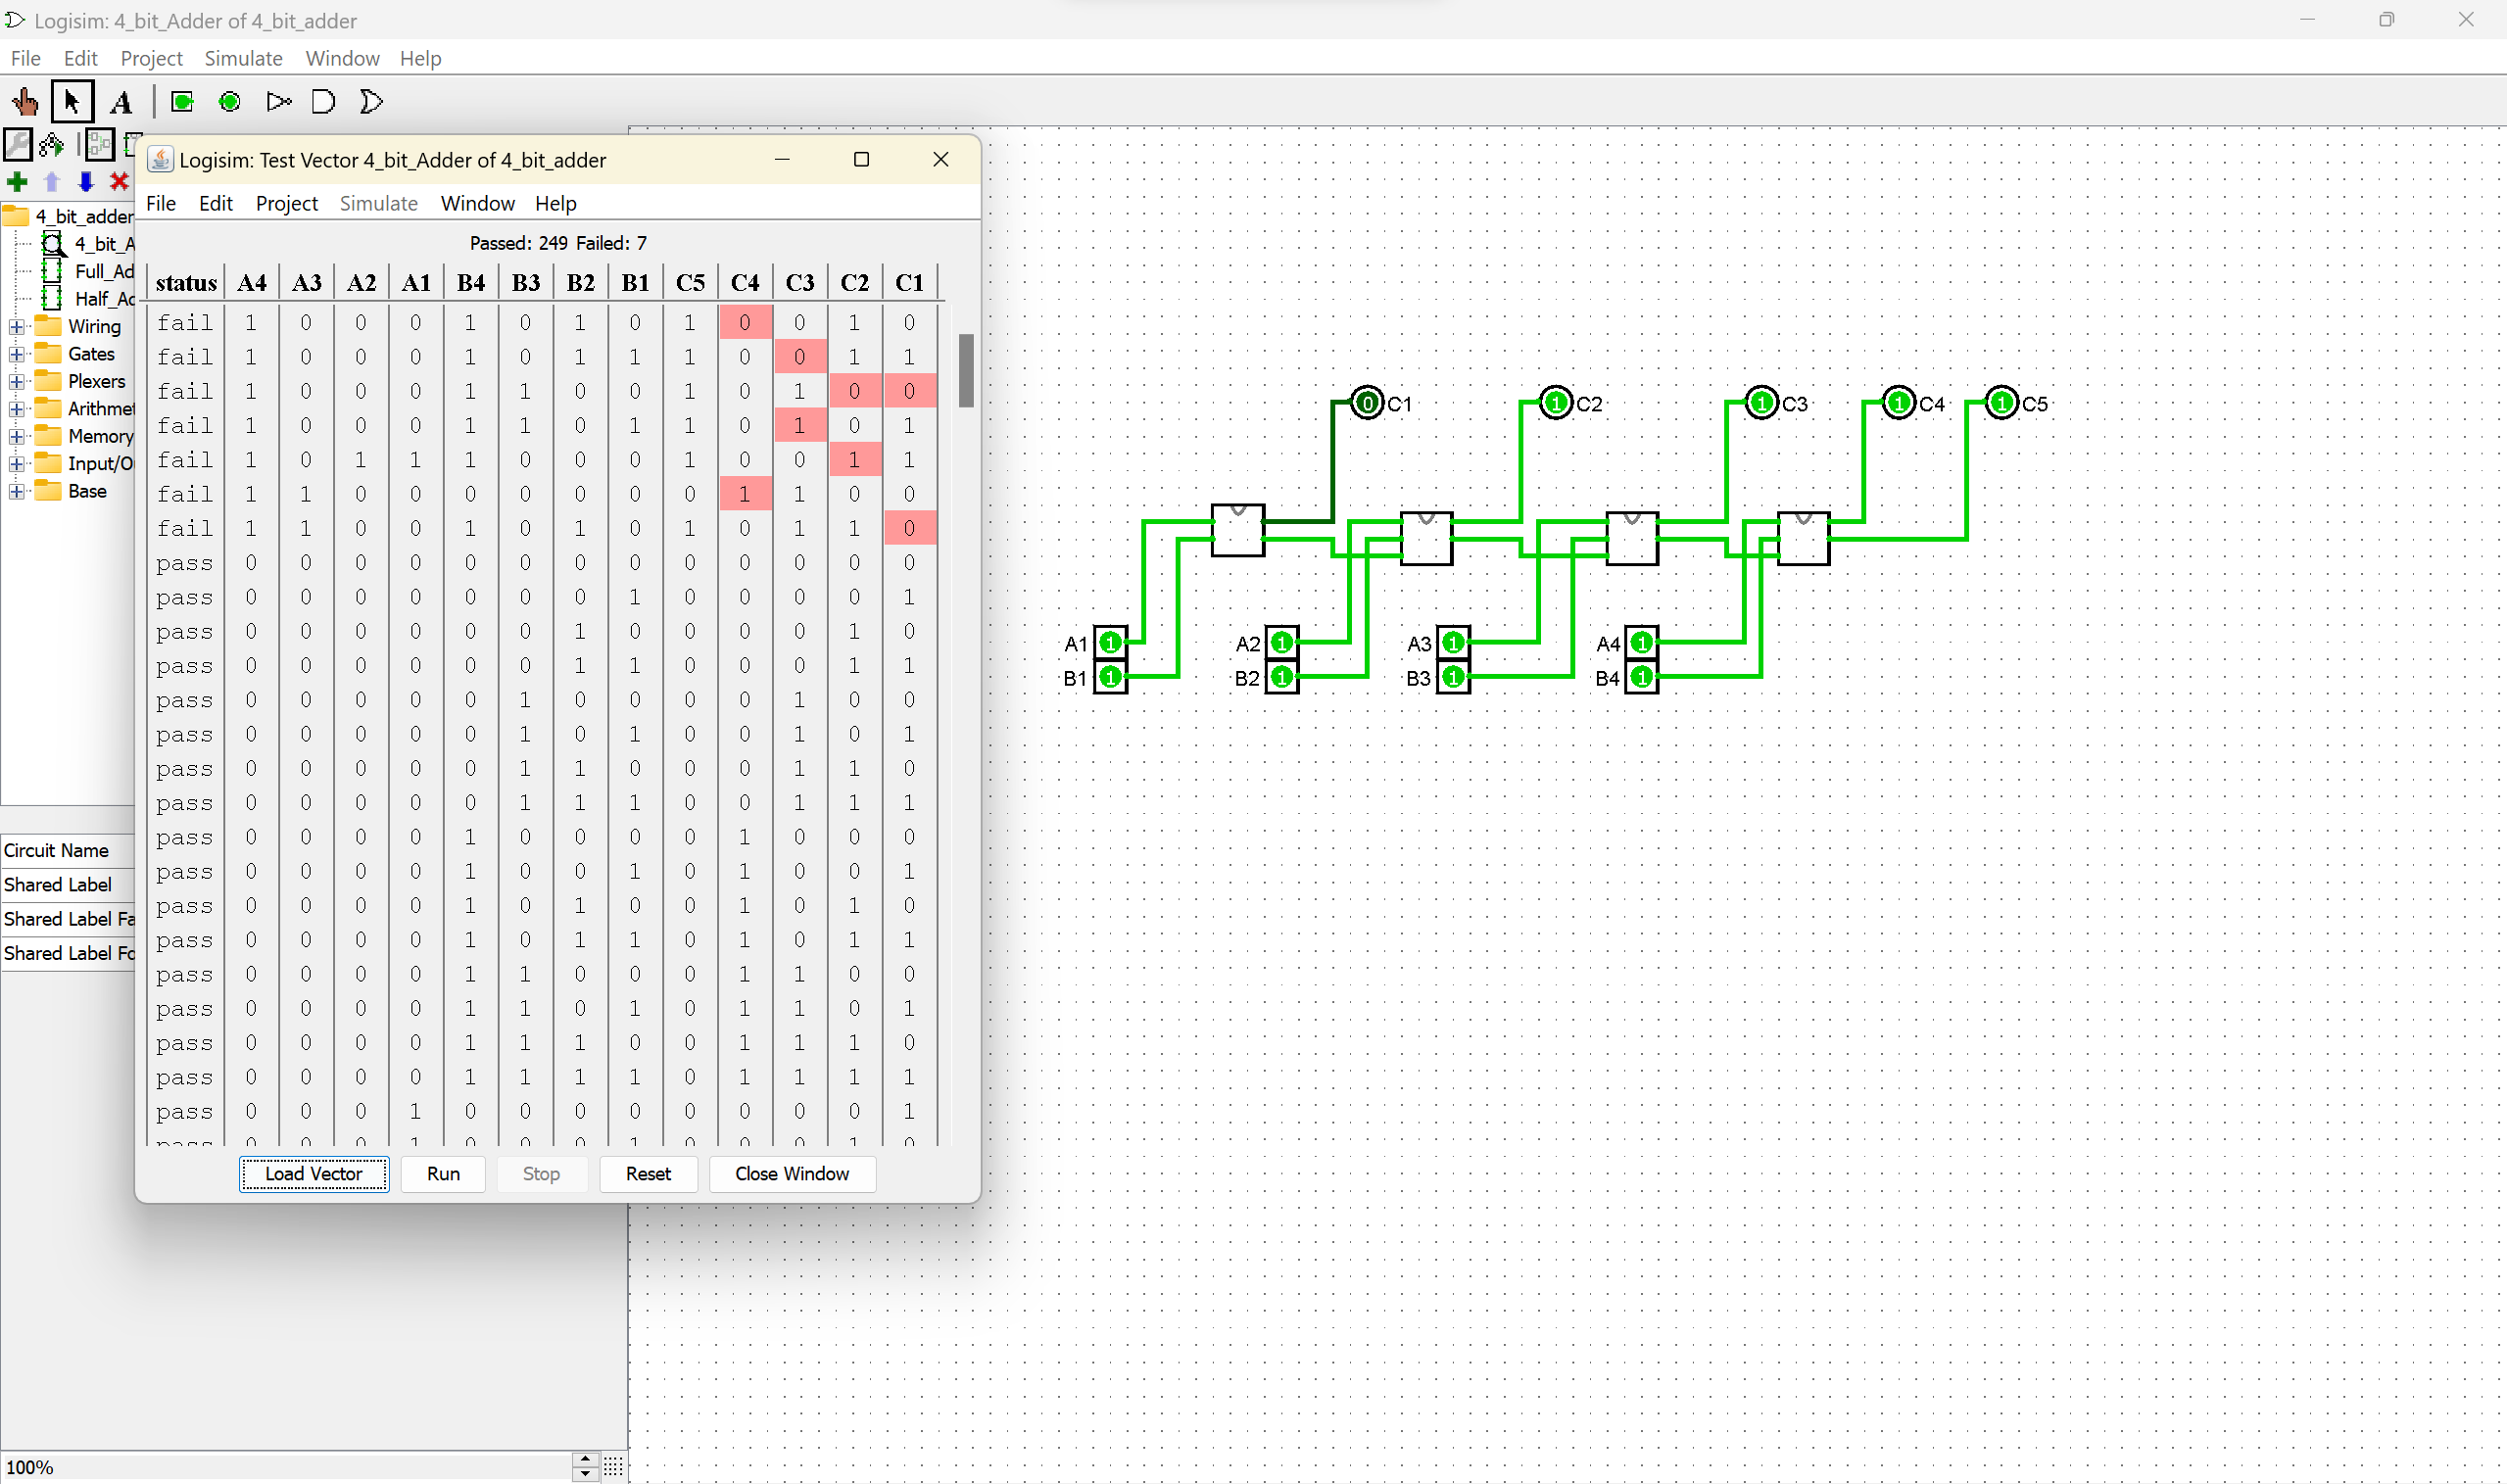 Logisim: 4_bit_Adder of 4_bit_adder
File Edit Project Simulate Window Help
A
Logisim: Test Vector 4_bit_Adder of 4_bit_adder
File Edit Project Simulate Window Help
Passed: 249 Failed: 7
status A4 A3 A2 A1 B4 B3 B2 B1 C5 C4 C3 C2 C1
fail 1 0 0 0 1 0 1 0 1 0 0 1 0
fail 1 0 0 0 1 0 1 1 1 0 0 1 1
fail 1 0 0 0 1 1 0 0 1 0 1 0 0
fail 1 0 0 0 1 1 0 1 1 0 1 0 1
fail 1 0 1 1 1 0 0 0 1 0 0 1 1
fail 1 1 0 0 0 0 0 0 0 1 1 0 0
fail 1 1 0 0 1 0 1 0 1 0 1 1 0
pass 0 0 0 0 0 0 0 0 0 0 0 0 0
pass 0 0 0 0 0 0 0 1 0 0 0 0 1
pass 0 0 0 0 0 0 1 0 0 0 0 1 0
pass 0 0 0 0 0 0 1 1 0 0 0 1 1
pass 0 0 0 0 0 1 0 0 0 0 1 0 0
pass 0 0 0 0 0 1 0 1 0 0 1 0 1
pass 0 0 0 0 0 1 1 0 0 0 1 1 0
pass 0 0 0 0 0 1 1 1 0 0 1 1 1
pass 0 0 0 0 1 0 0 0 0 1 0 0 0
pass 0 0 0 0 1 0 0 1 0 1 0 0 1
pass 0 0 0 0 1 0 1 0 0 1 0 1 0
pass 0 0 0 0 1 0 1 1 0 1 0 1 1
pass 0 0 0 0 1 1 0 0 0 1 1 0 0
pass 0 0 0 0 1 1 0 1 0 1 1 0 1
pass 0 0 0 0 1 1 1 0 0 1 1 1 0
pass 0 0 0 0 1 1 1 1 0 1 1 1 1
pass 0 0 0 1 0 0 0 0 0 0 0 0 1
pass 0 0 0 1 0 0 0 1 0 0 0 1 0
Load Vector Run Stop Reset Close Window
4_bit_adder
4_bit_A
Full_Ad
Half_Ad
Wiring
Gates
Plexers
Arithme
Memory
Input/O
Base
Circuit Name
Shared Label
Shared Label Fa
Shared Label Fo
100%
0 C1 1 C2 1 C3 1 C4 1 C5
A1 1 A2 1 A3 1 A4 1
B1 1 B2 1 B3 1 B4 1